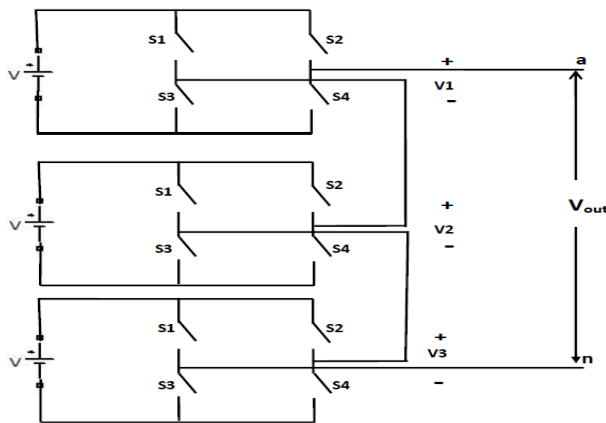 S1 S2
+ a
V
V1
S3 S4 −
S1 S2
+
V V2
S3 S4 −
Vout
S1 S2
+ n
V V3
S3 S4 −